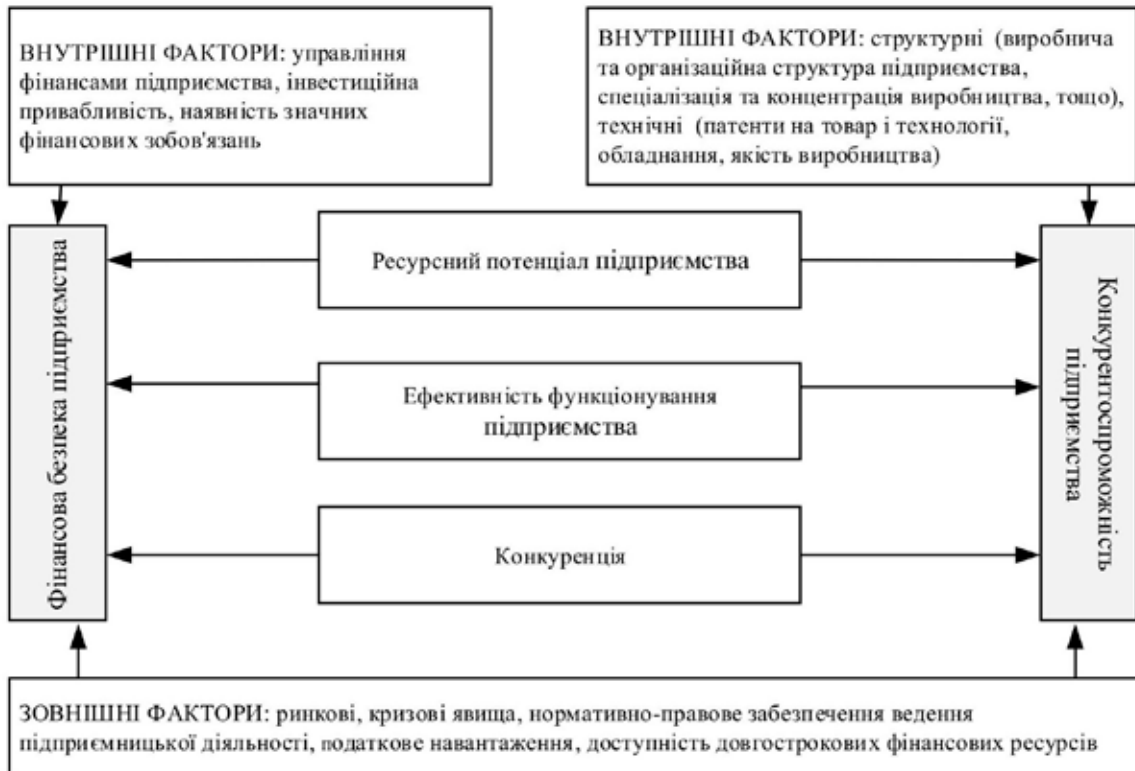 ВНУТРІШНІ ФАКТОРИ: управління
фінансами підприємства, інвестиційна
привабливість, наявність значних
фінансових зобов'язань
ВНУТРІШНІ ФАКТОРИ: структурні (виробнича
та організаційна структура підприємства,
спеціалізація та концентрація виробництва, тощо),
технічні (патенти на товар і технології,
обладнання, якість виробництва)
Фінансова безпека підприємства
Ресурсний потенціал підприємства
Ефективність функціонування
підприємства
Конкуренція
Конкурентоспроможність
підприємства
ЗОВНІШНІ ФАКТОРИ: ринкові, кризові явища, нормативно-правове забезпечення ведення
підприємницької діяльності, податкове навантаження, доступність довгострокових фінансових ресурсів